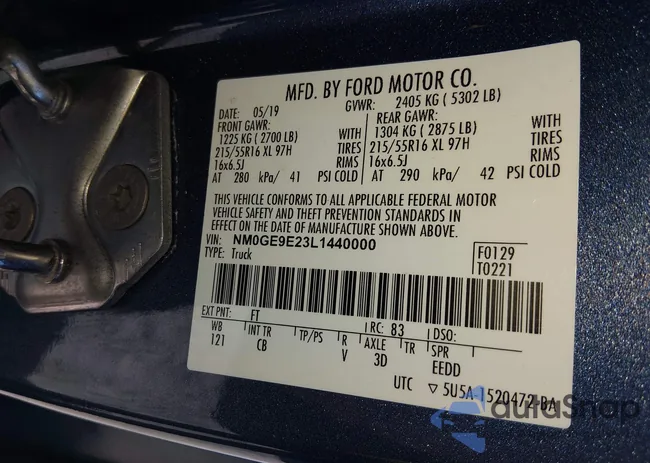 MFD. BY FORD MOTOR CO.
DATE: 05/19 GVWR: 2405 KG ( 5302 LB)
FRONT GAWR: REAR GAWR:
1225 KG ( 2700 LB) WITH 1304 KG ( 2875 LB) WITH
215/55R16 XL 97H TIRES 215/55R16 XL 97H TIRES
16x6.5J RIMS 16x6.5J RIMS
AT 280 kPa/ 41 PSI COLD AT 290 kPa/ 42 PSI COLD
THIS VEHICLE CONFORMS TO ALL APPLICABLE FEDERAL MOTOR
VEHICLE SAFETY AND THEFT PREVENTION STANDARDS IN
EFFECT ON THE DATE OF MANUFACTURE SHOWN ABOVE.
VIN: NM0GE9E23L1440000 F0129
TYPE: Truck T0221
EXT PNT: FT RC: 83 DSO:
WB INT TR TP/PS R AXLE TR SPR
121 CB V 3D EEDD
UTC ▽ 5U5A-1520472-BA
autoSnap